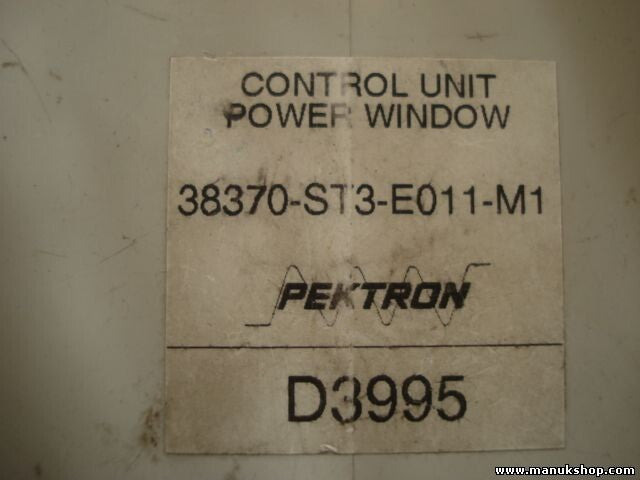 CONTROL UNIT
POWER WINDOW
38370-ST3-E011-M1
PEKTRON
D3995
www.manukshop.com